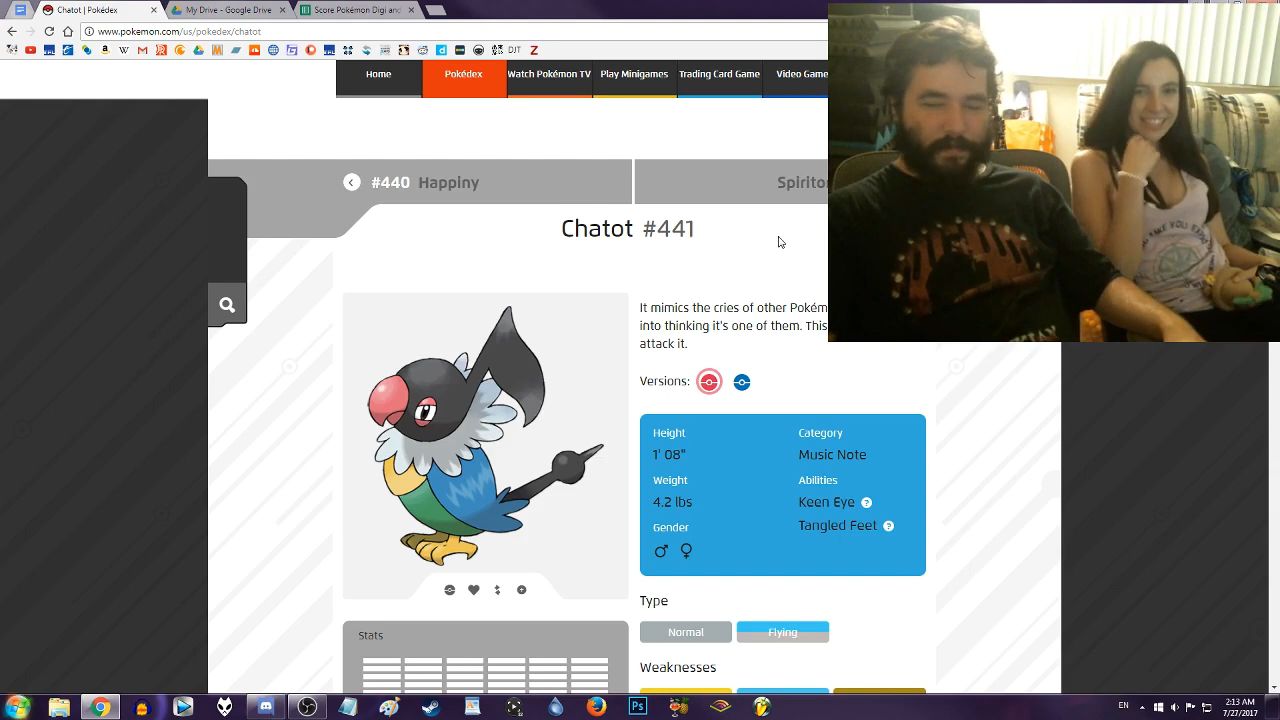 Chatot | Pokédex
My Drive - Google Drive
Score Pokémon Digi and
www.pokemon.com/us/pokedex/chatot
DJT
Home
Pokédex
Watch Pokémon TV
Play Minigames
Trading Card Game
Video Game
#440 Happiny
Spirito
Chatot #441
It mimics the cries of other Pokém
into thinking it's one of them. This
attack it.
Versions:
Height
1' 08"
Weight
4.2 lbs
Gender
Category
Music Note
Abilities
Keen Eye ?
Tangled Feet ?
Type
Normal
Flying
Stats
Weaknesses
Ps
EN
2:13 AM
7/27/2017